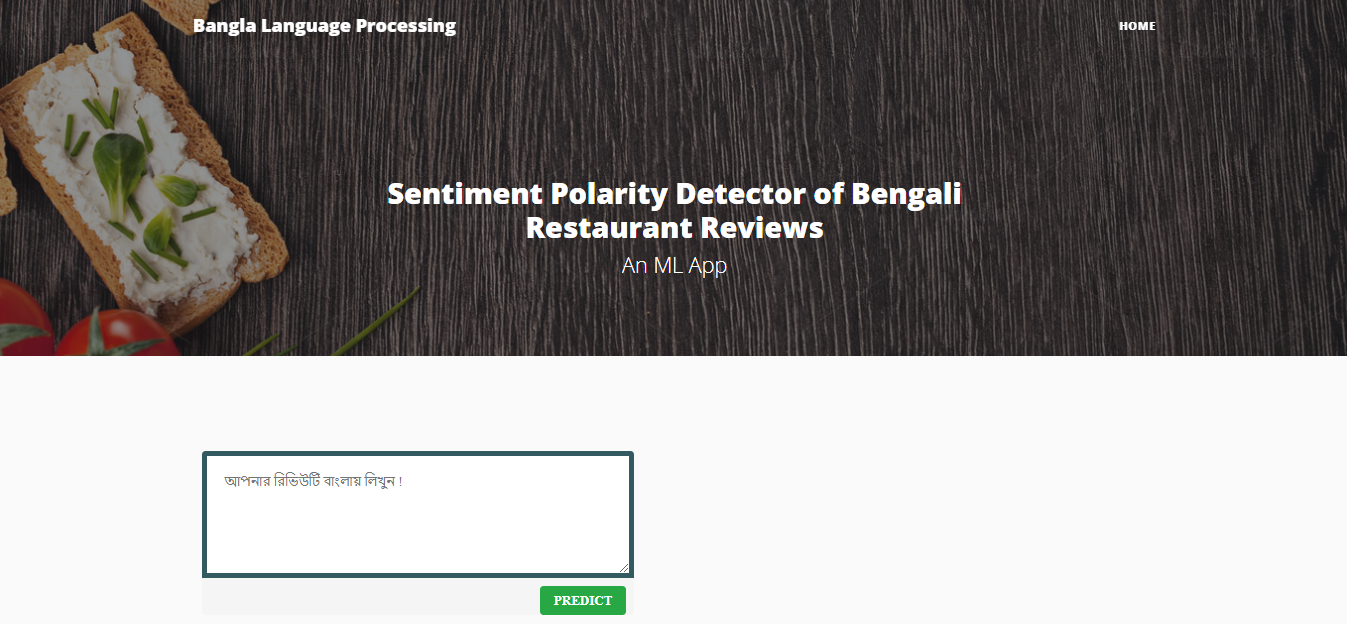 Bangla Language Processing
HOME
Sentiment Polarity Detector of Bengali
Restaurant Reviews
An ML App
আপনার রিভিউটি বাংলায় লিখুন !
PREDICT